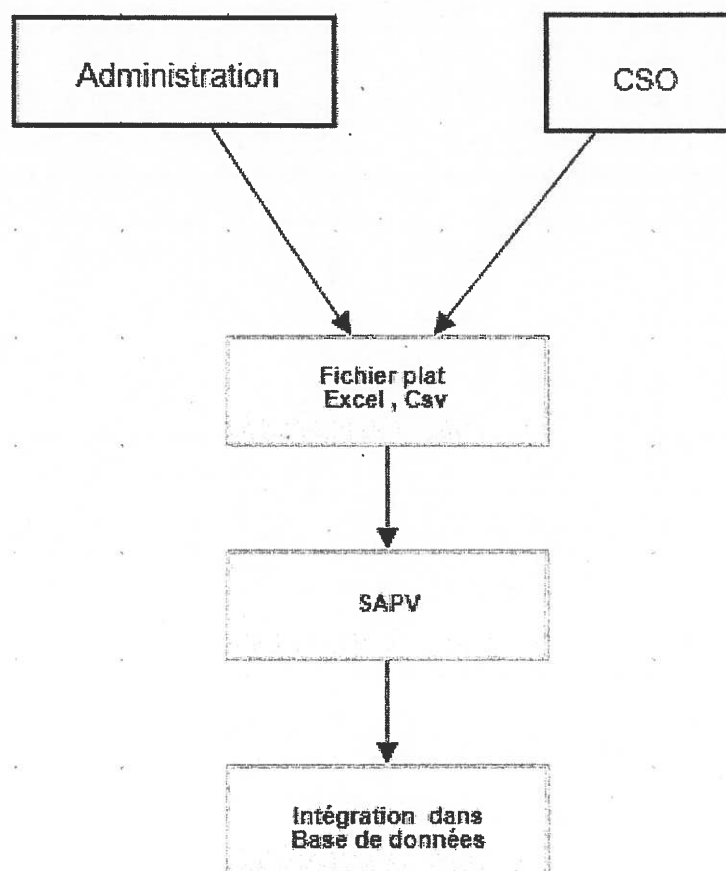 Administration
CSO
Fichier plat
Excel , Csv
SAPV
Intégration dans
Base de données